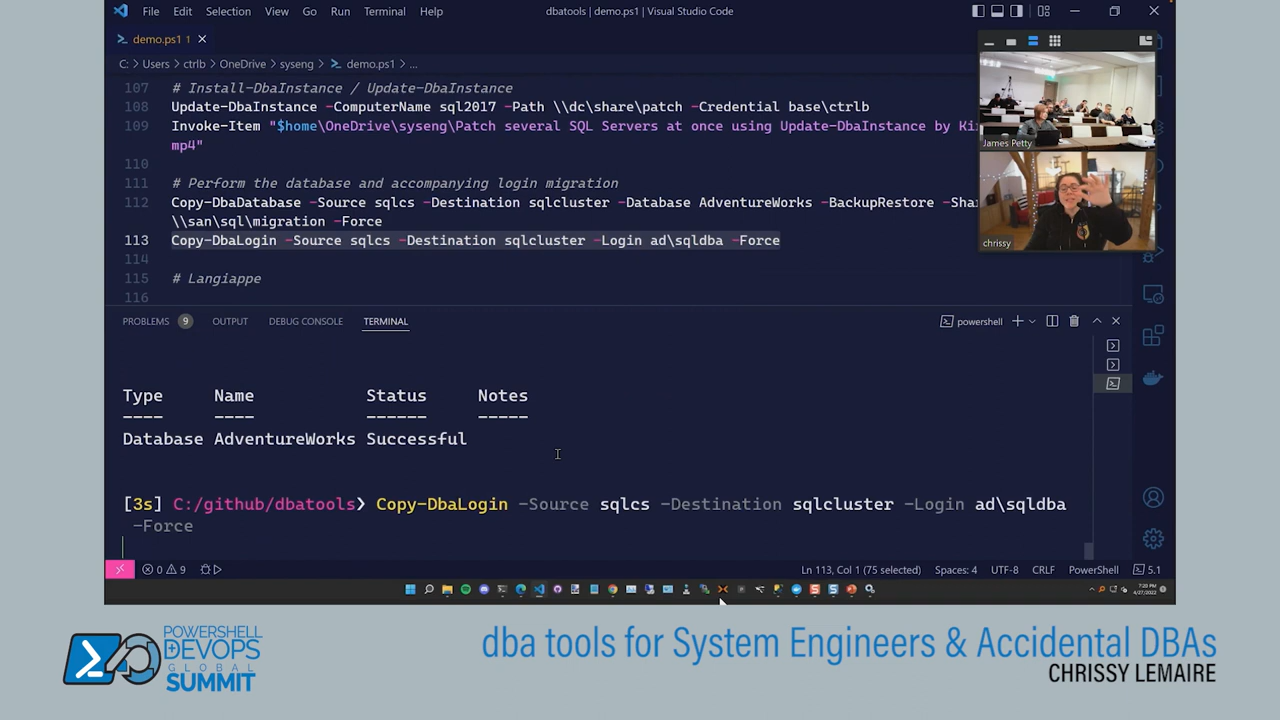 File Edit Selection View Go Run Terminal Help
dbatools | demo.ps1 | Visual Studio Code
demo.ps1 1
C: > Users > ctrlb > OneDrive > syseng > demo.ps1 > ...
107 # Install-DbaInstance / Update-DbaInstance
108 Update-DbaInstance -ComputerName sql2017 -Path \\dc\share\patch -Credential base\ctrlb
109 Invoke-Item "$home\OneDrive\syseng\Patch several SQL Servers at once using Update-DbaInstance by Ki
mp4"
110
111 # Perform the database and accompanying login migration
112 Copy-DbaDatabase -Source sqlcs -Destination sqlcluster -Database AdventureWorks -BackupRestore -Sha
\\san\sql\migration -Force
113 Copy-DbaLogin -Source sqlcs -Destination sqlcluster -Login ad\sqldba -Force
114
115 # Langiappe
116
James Petty
chrissy
PROBLEMS 9 OUTPUT DEBUG CONSOLE TERMINAL
powershell
Type Name Status Notes
---- ---- ------ -----
Database AdventureWorks Successful
[3s] C:/github/dbatools❯ Copy-DbaLogin -Source sqlcs -Destination sqlcluster -Login ad\sqldba
-Force
0 9
Ln 113, Col 1 (75 selected) Spaces: 4 UTF-8 CRLF PowerShell 5.1
7:20 PM
4/27/2022
POWERSHELL
+DEVOPS
GLOBAL
SUMMIT
dba tools for System Engineers & Accidental DBAs
CHRISSY LEMAIRE